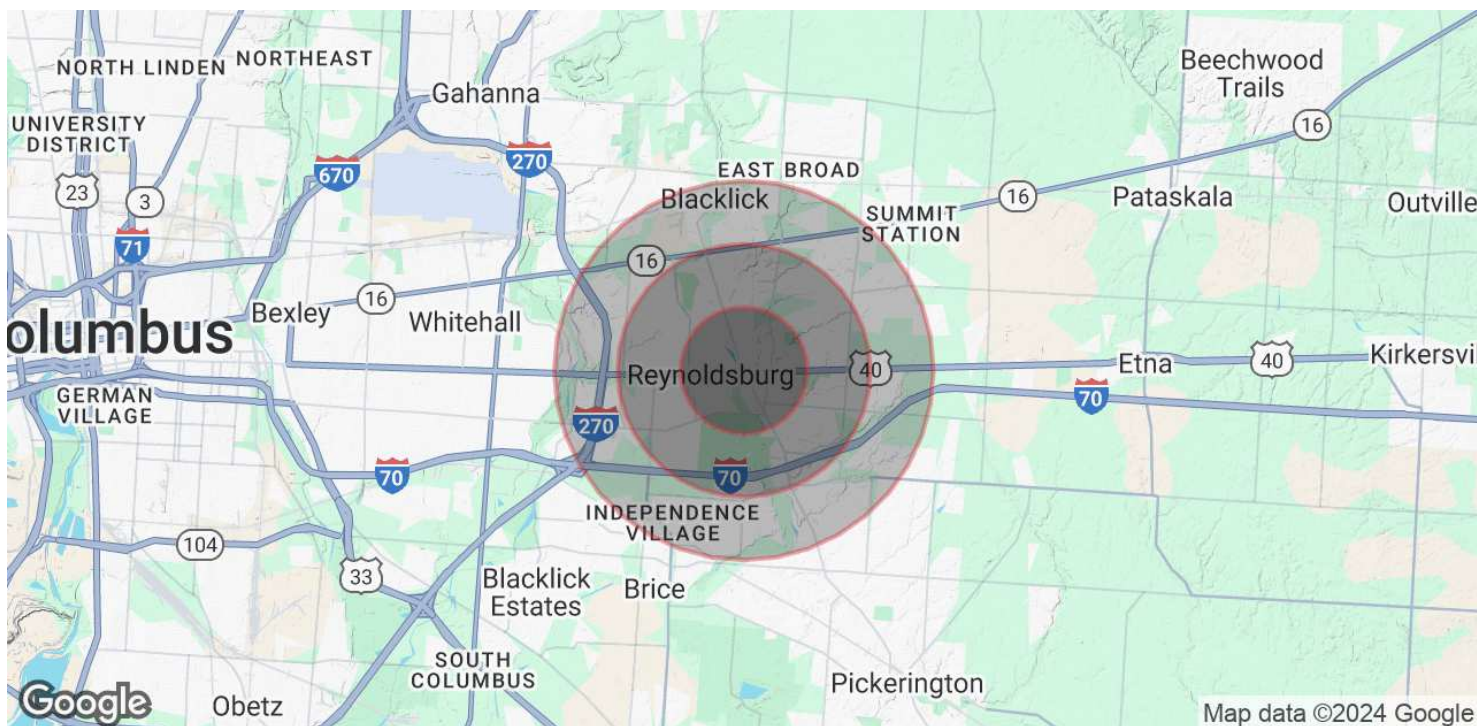 NORTH LINDEN
NORTHEAST
Gahanna
Beechwood
Trails
16
UNIVERSITY
DISTRICT
23
3
670
270
EAST BROAD
Blacklick
SUMMIT
STATION
16
Pataskala
Outville
71
16
16
Bexley
Whitehall
olumbus
Reynoldsburg
40
Etna
40
Kirkersvil
GERMAN
VILLAGE
70
270
70
70
INDEPENDENCE
VILLAGE
104
33
Blacklick
Estates
Brice
SOUTH
COLUMBUS
Pickerington
Google
Obetz
Map data ©2024 Google